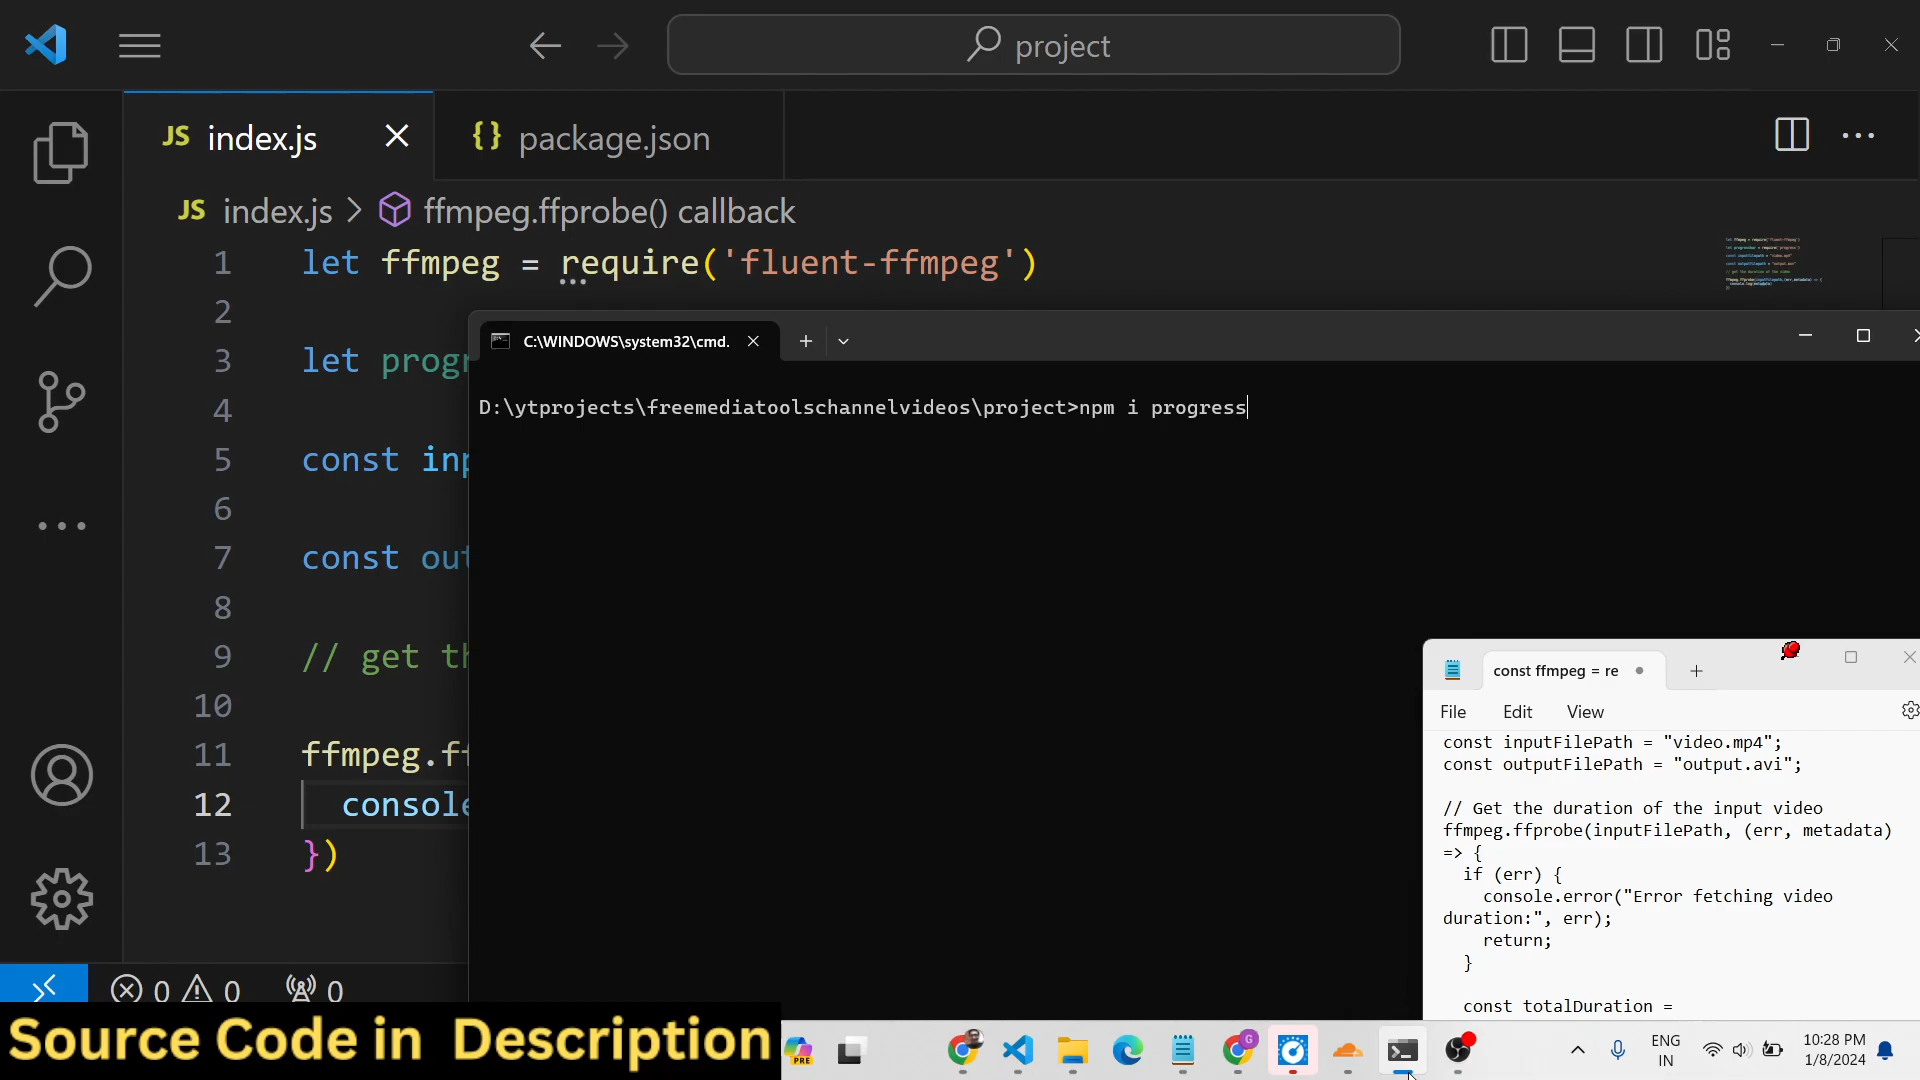 project
JS index.js
{} package.json
JS index.js > ffmpeg.ffprobe() callback
1 let ffmpeg = require('fluent-ffmpeg')
2
3 let progr
4
5 const inp
6
7 const out
8
9 // get th
10
11 ffmpeg.ff
12 console
13 })
C:\WINDOWS\system32\cmd.
D:\ytprojects\freemediatoolschannelvideos\project>npm i progress
const ffmpeg = re
File Edit View
const inputFilePath = "video.mp4";
const outputFilePath = "output.avi";
// Get the duration of the input video
ffmpeg.ffprobe(inputFilePath, (err, metadata)
=> {
if (err) {
console.error("Error fetching video
duration:", err);
return;
}
const totalDuration =
0 0 0
Source Code in Description
PRE
G
ENG
IN
10:28 PM
1/8/2024